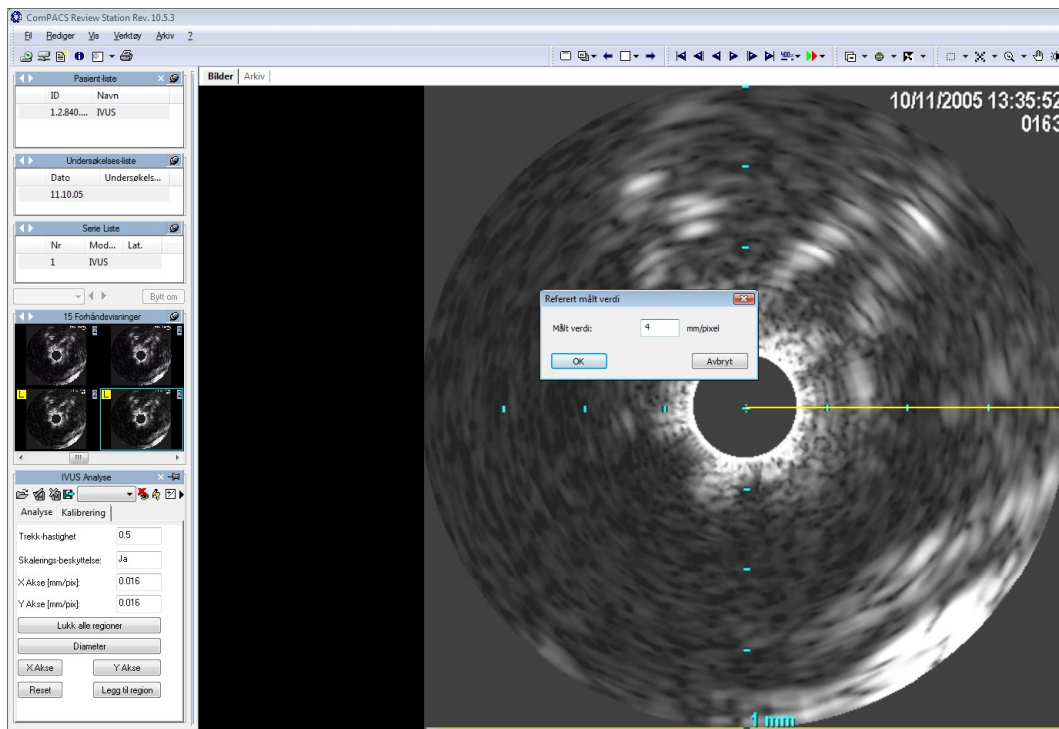 ComPACS Review Station Rev. 10.5.3
Fil Rediger Vis Verktøy Arkiv ?
Pasient-liste
ID Navn
1.2.840.... IVUS
Undersøkelses-liste
Dato Undersøkels...
11.10.05
Serie Liste
Nr Mod... Lat.
1 IVUS
Bytt om
15 Forhåndsvisninger
2 2
L 2 L 2
IVUS Analyse
Analyse Kalibrering
Trekk-hastighet 0.5
Skalerings-beskyttelse: Ja
X Akse [mm/pix]: 0.016
Y Akse [mm/pix]: 0.016
Lukk alle regioner
Diameter
X Akse Y Akse
Reset Legg til region
Bilder Arkiv
10/11/2005 13:35:52
0163
Referert målt verdi
Målt verdi: 4 mm/pixel
OK Avbryt
1 mm